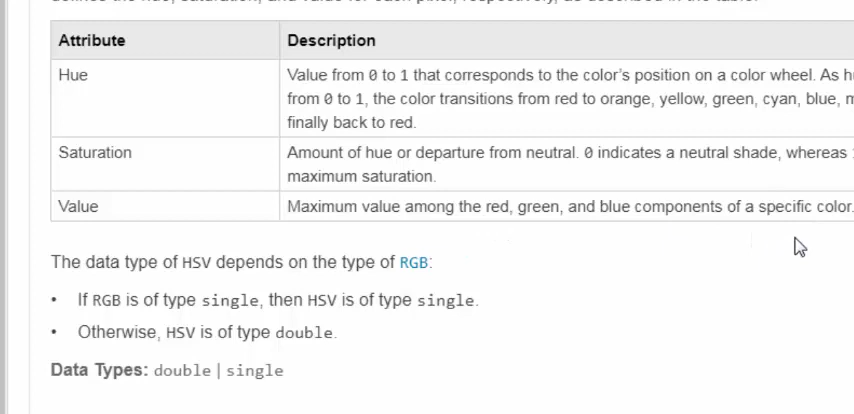 Attribute Description
Hue Value from 0 to 1 that corresponds to the color's position on a color wheel. As
from 0 to 1, the color transitions from red to orange, yellow, green, cyan, blue,
finally back to red.
Saturation Amount of hue or departure from neutral. 0 indicates a neutral shade, whereas
maximum saturation.
Value Maximum value among the red, green, and blue components of a specific color.
The data type of HSV depends on the type of RGB:
• If RGB is of type single, then HSV is of type single.
• Otherwise, HSV is of type double.
Data Types: double | single